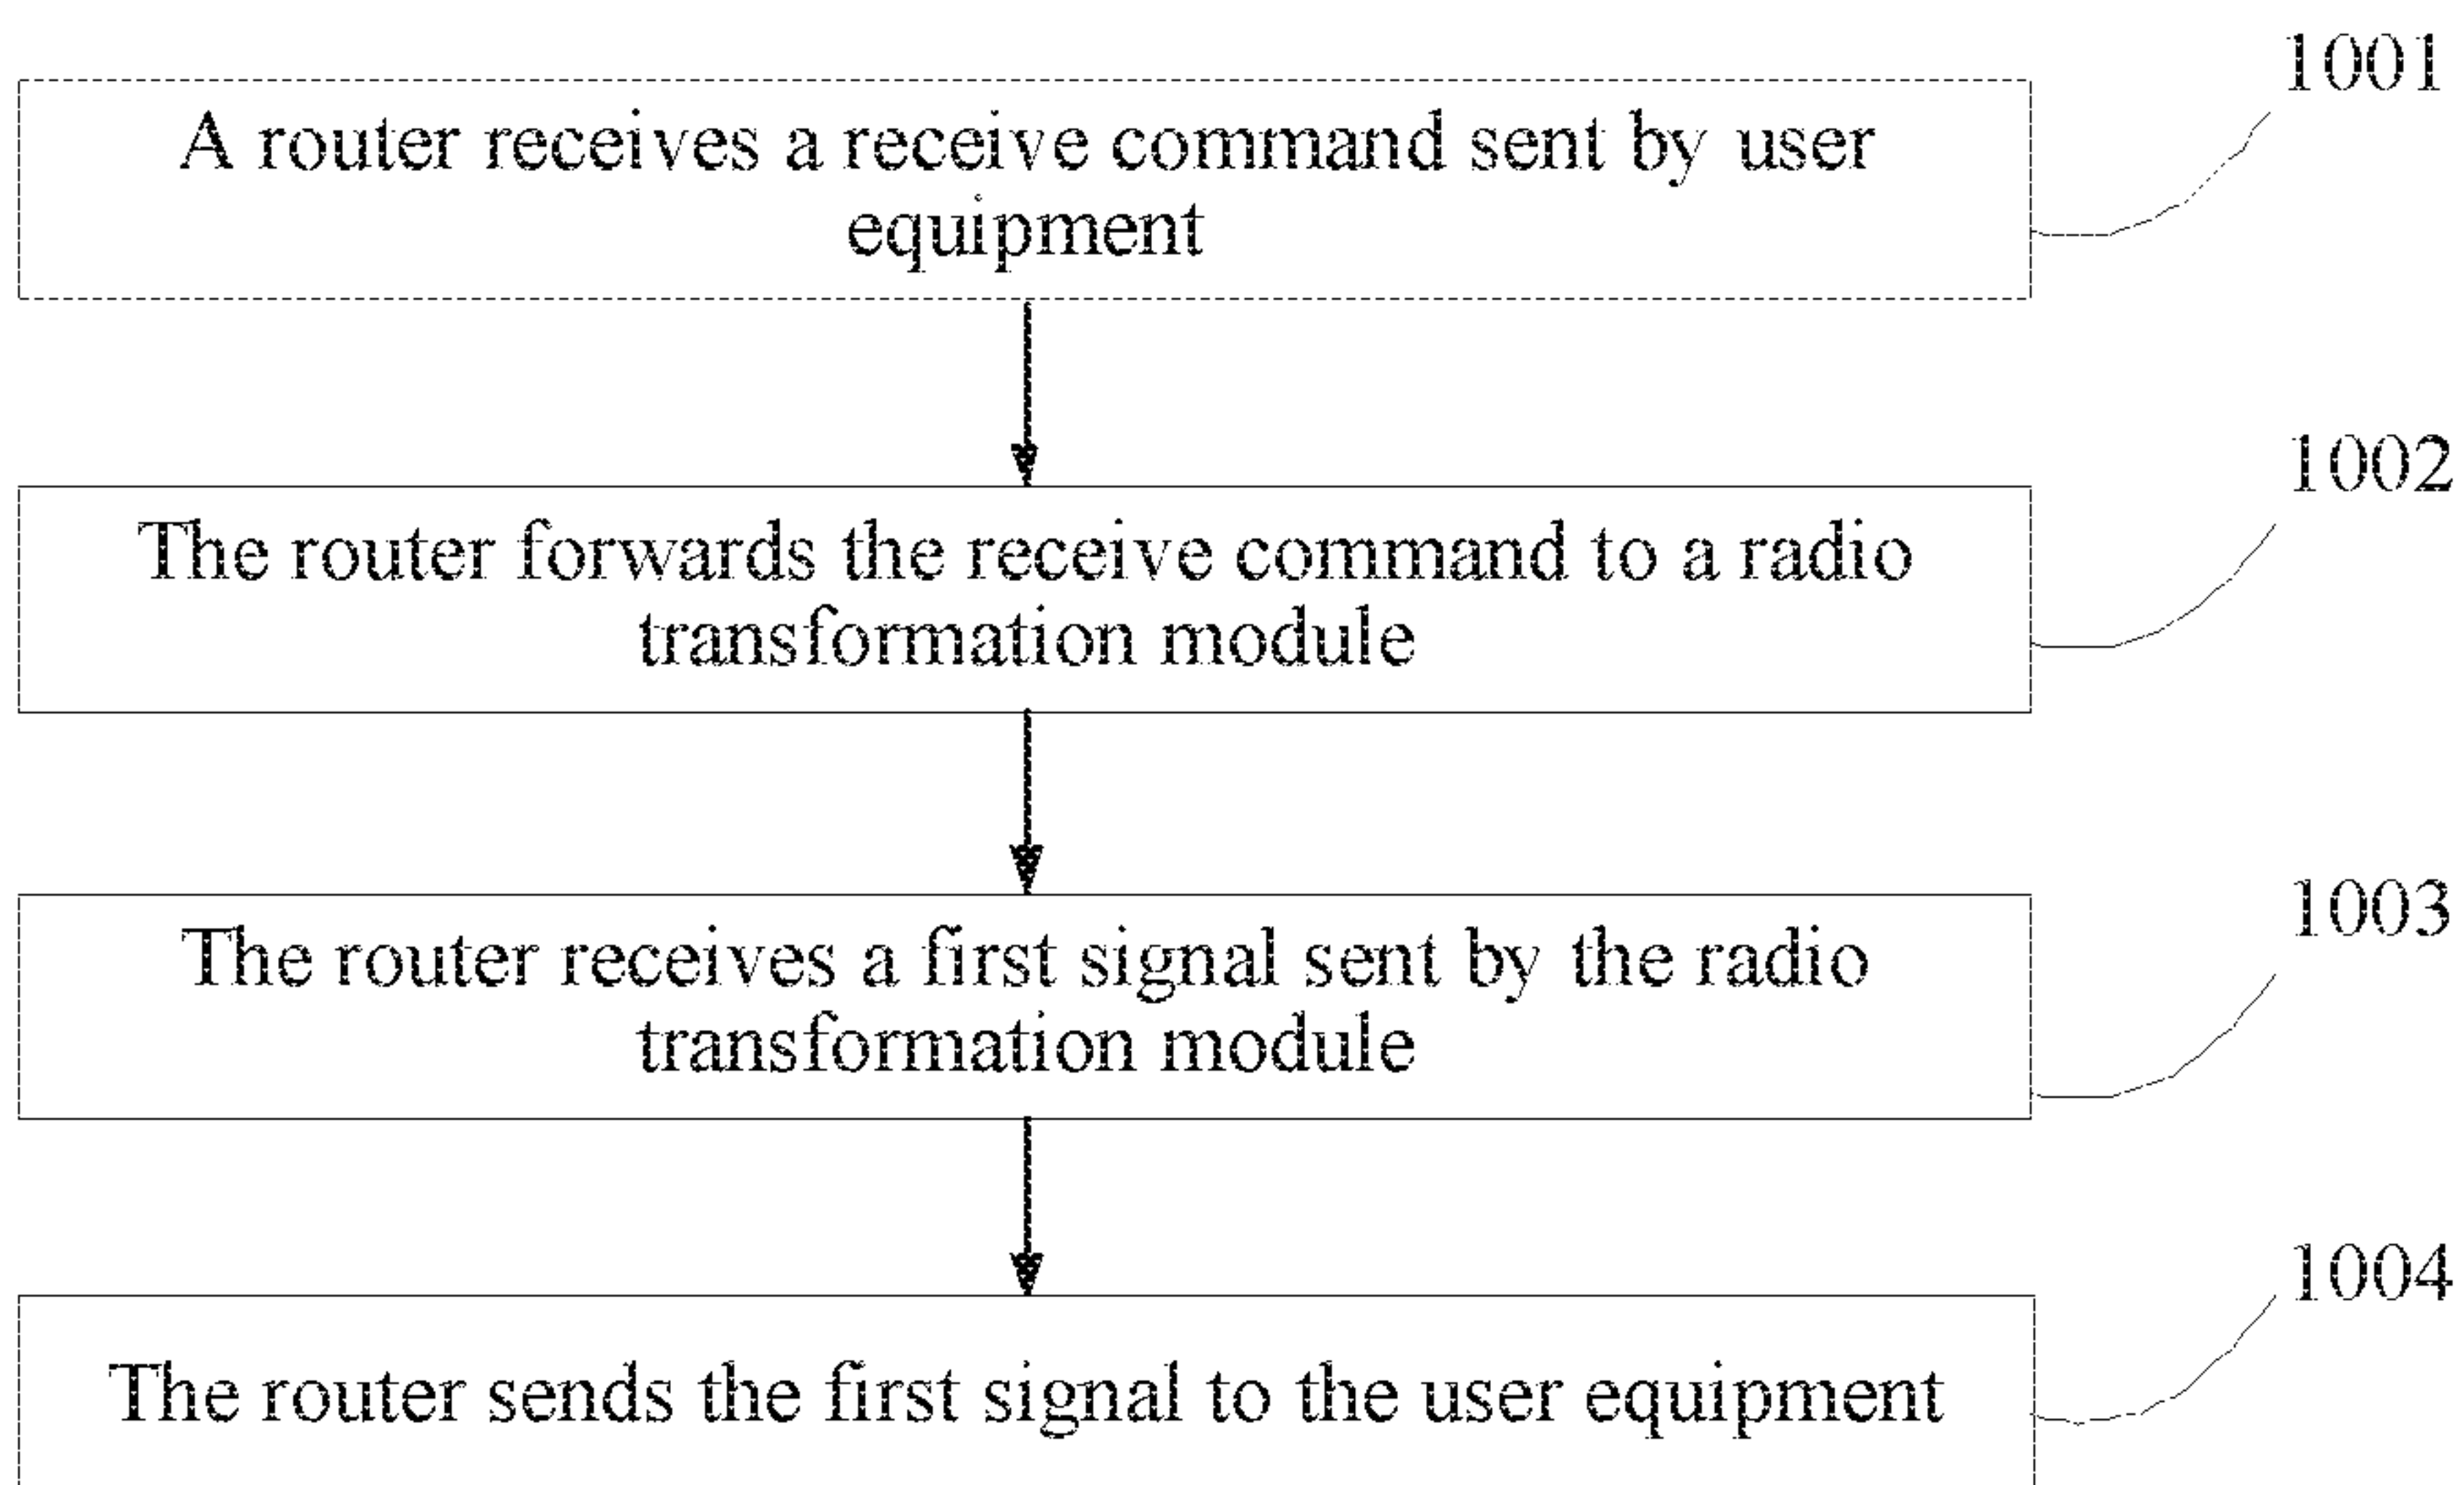 1001
A router receives a receive command sent by user
equipment
1002
The router forwards the receive command to a radio
transformation module
1003
The router receives a first signal sent by the radio
transformation module
1004
The router sends the first signal to the user equipment